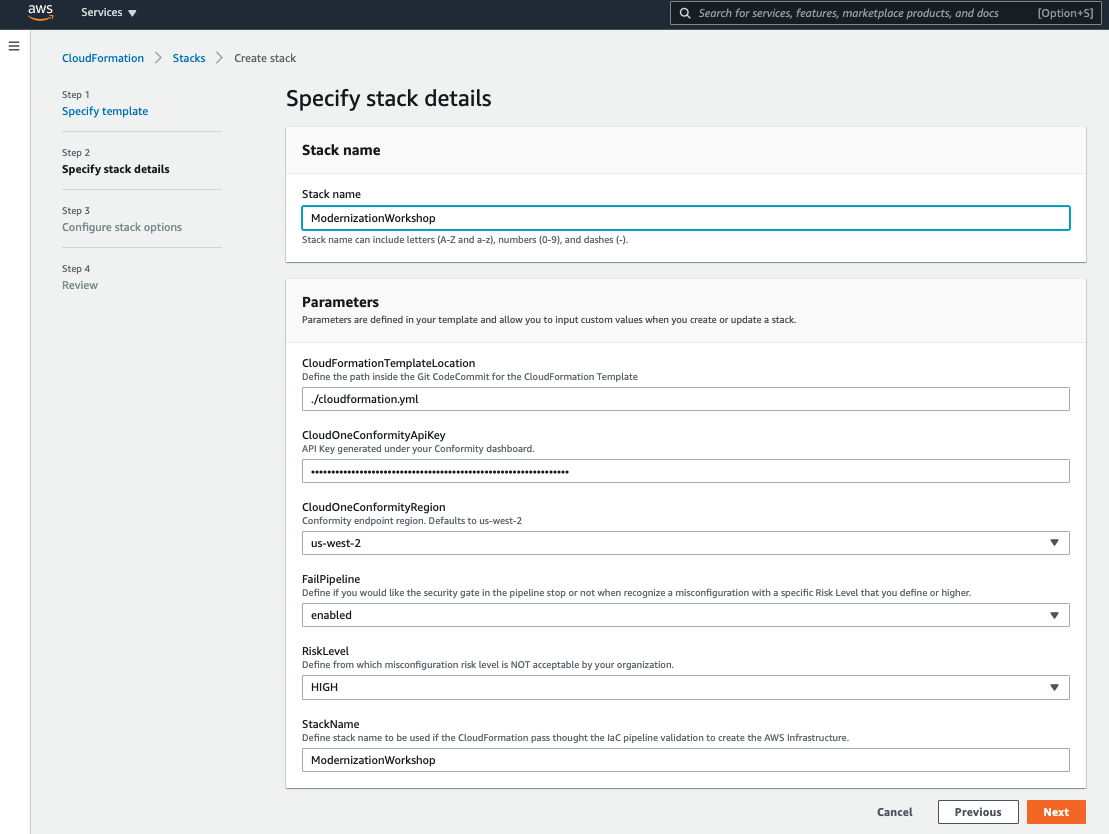 aws
Services
Search for services, features, marketplace products, and docs [Option+S]
CloudFormation
Stacks
Create stack
Step 1
Specify template
Step 2
Specify stack details
Step 3
Configure stack options
Step 4
Review
Specify stack details
Stack name
Stack name
ModernizationWorkshop
Stack name can include letters (A-Z and a-z), numbers (0-9), and dashes (-).
Parameters
Parameters are defined in your template and allow you to input custom values when you create or update a stack.
CloudFormationTemplateLocation
Define the path inside the Git CodeCommit for the CloudFormation Template
./cloudformation.yml
CloudOneConformityApiKey
API Key generated under your Conformity dashboard.
CloudOneConformityRegion
Conformity endpoint region. Defaults to us-west-2
us-west-2
FailPipeline
Define if you would like the security gate in the pipeline stop or not when recognize a misconfiguration with a specific Risk Level that you define or higher.
enabled
RiskLevel
Define from which misconfiguration risk level is NOT acceptable by your organization.
HIGH
StackName
Define stack name to be used if the CloudFormation pass thought the IaC pipeline validation to create the AWS Infrastructure.
ModernizationWorkshop
Cancel
Previous
Next